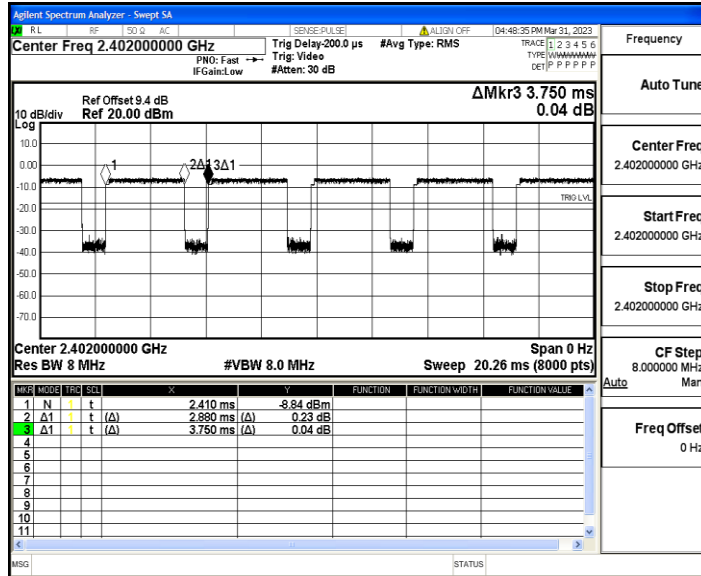 Agilent Spectrum Analyzer - Swept SA
RL RF 50 Ω AC SENSE:PULSE ALIGN OFF 04:48:35 PM Mar 31, 2023
Center Freq 2.402000000 GHz
PNO: Fast
IFGain:Low
Trig Delay-200.0 µs
Trig: Video
#Atten: 30 dB
#Avg Type: RMS
TRACE 1 2 3 4 5 6
TYPE
DET P P P P P P
Ref Offset 9.4 dB
10 dB/div Ref 20.00 dBm
ΔMkr3 3.750 ms
0.04 dB
Log
10.0
0.00
-10.0
-20.0
-30.0
-40.0
-50.0
-60.0
-70.0
1
3Δ1
TRIG LVL
Center 2.402000000 GHz Span 0 Hz
Res BW 8 MHz #VBW 8.0 MHz Sweep 20.26 ms (8000 pts)
MKR MODE TRC SCL X Y FUNCTION FUNCTION WIDTH FUNCTION VALUE
1 N 1 t 2.410 ms -8.84 dBm
2 Δ1 1 t (Δ) 2.880 ms (Δ) 0.23 dB
3 Δ1 1 t (Δ) 3.750 ms (Δ) 0.04 dB
4
5
6
7
8
9
10
11
MSG STATUS
Frequency
Auto Tune
Center Freq
2.402000000 GHz
Start Freq
2.402000000 GHz
Stop Freq
2.402000000 GHz
CF Step
8.000000 MHz
Auto Man
Freq Offset
0 Hz